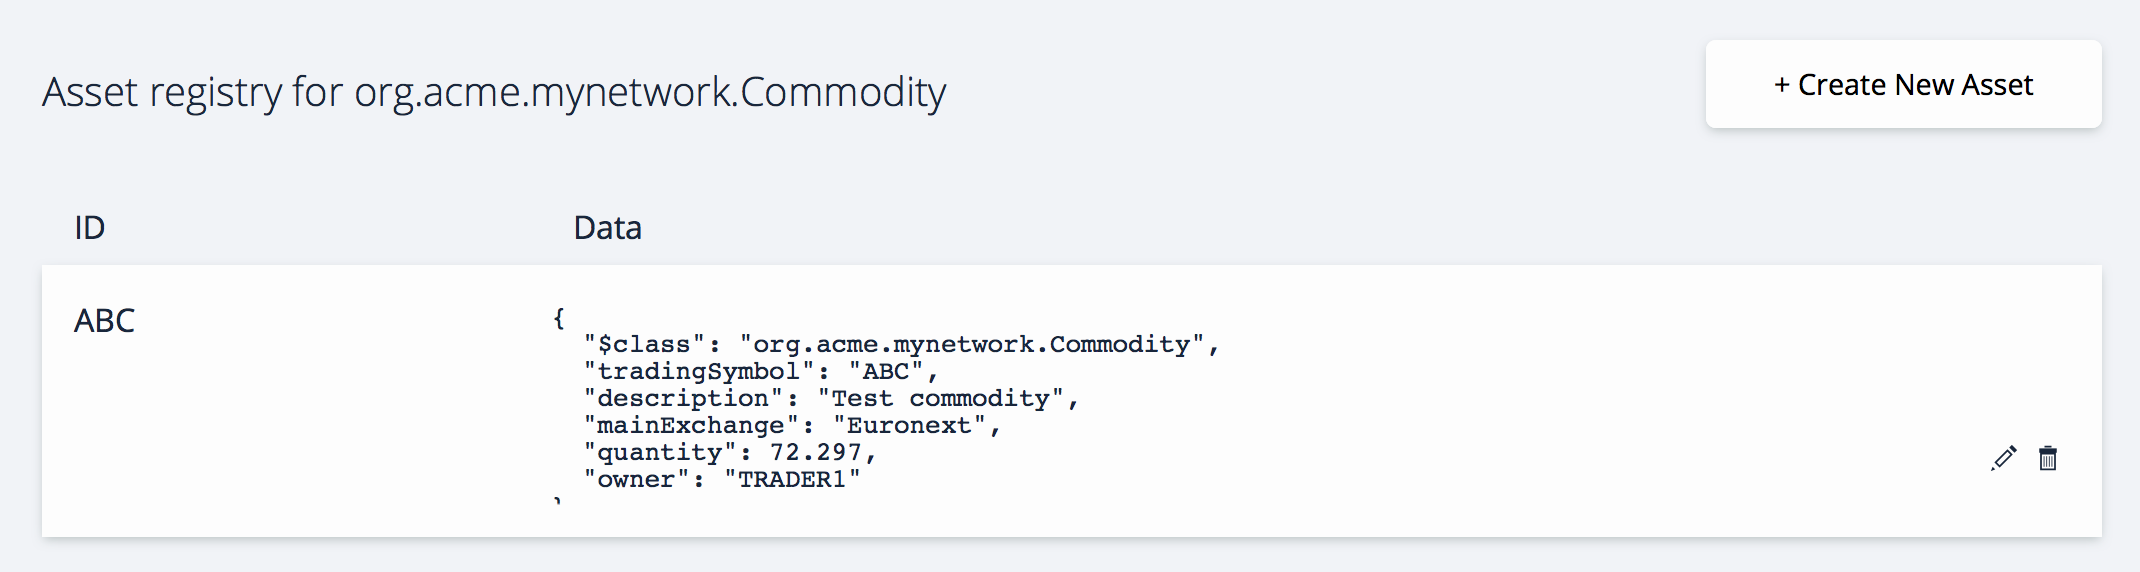 Asset registry for org.acme.mynetwork.Commodity
+ Create New Asset
ID Data
ABC
{
"$class": "org.acme.mynetwork.Commodity",
"tradingSymbol": "ABC",
"description": "Test commodity",
"mainExchange": "Euronext",
"quantity": 72.297,
"owner": "TRADER1"